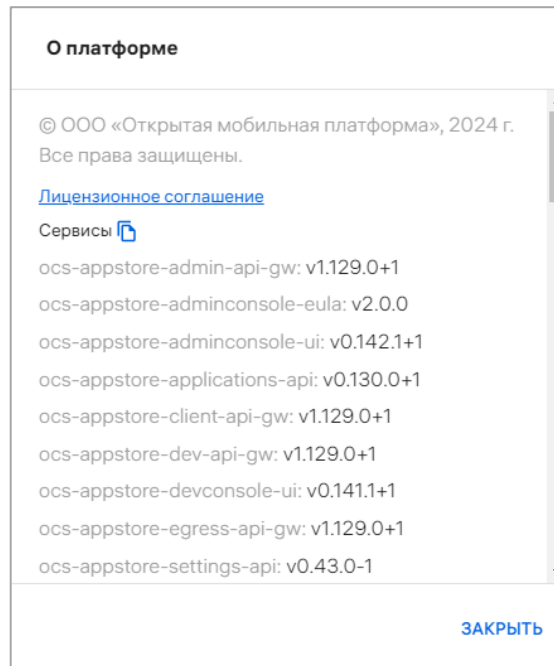 О платформе
© ООО «Открытая мобильная платформа», 2024 г.
Все права защищены.
Лицензионное соглашение
Сервисы
ocs-appstore-admin-api-gw: v1.129.0+1
ocs-appstore-adminconsole-eula: v2.0.0
ocs-appstore-adminconsole-ui: v0.142.1+1
ocs-appstore-applications-api: v0.130.0+1
ocs-appstore-client-api-gw: v1.129.0+1
ocs-appstore-dev-api-gw: v1.129.0+1
ocs-appstore-devconsole-ui: v0.141.1+1
ocs-appstore-egress-api-gw: v1.129.0+1
ocs-appstore-settings-api: v0.43.0-1
ЗАКРЫТЬ